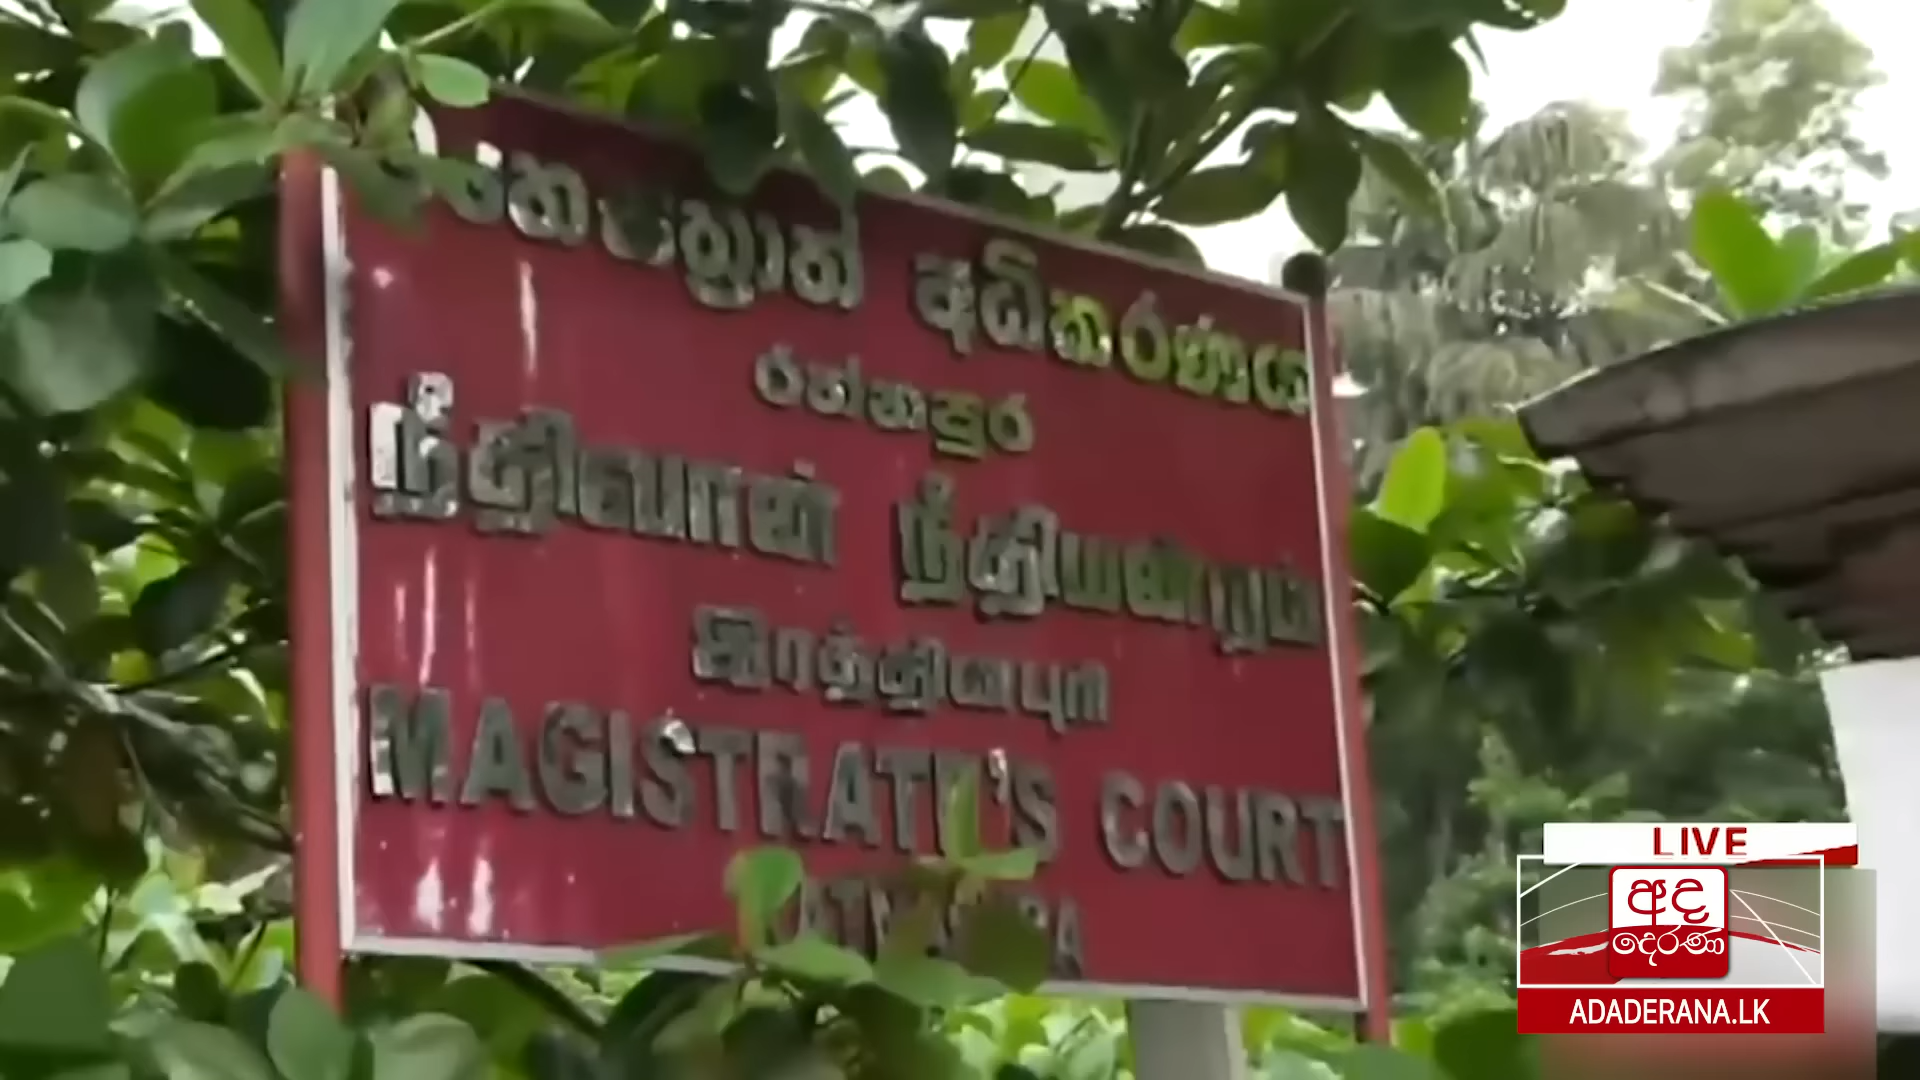 අධිකරණය
රත්නපුර
நீதிவான் நீதிமன்றம்
இரத்தினபுரி
MAGISTRATE'S COURT
LIVE
අද
දෙරණ
ADADERANA.LK